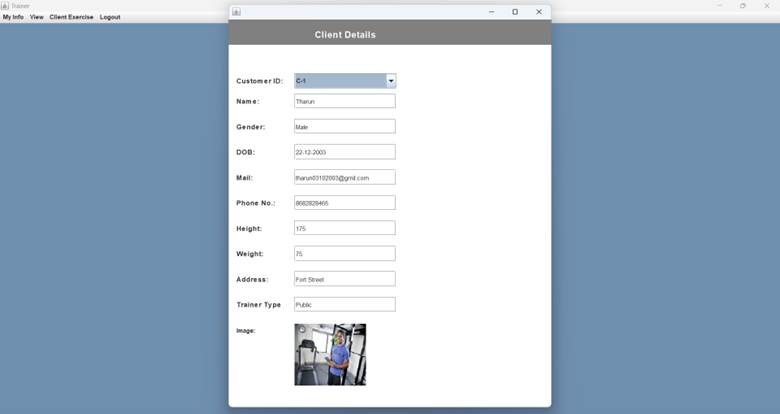 Trainer
My Info View Client Exercise Logout
Client Details
Customer ID: C-1
Name: Tharun
Gender: Male
DOB: 22-12-2003
Mail: tharun03102003@gmil.com
Phone No.: 8682828465
Height: 175
Weight: 75
Address: Fort Street
Trainer Type Public
Image: